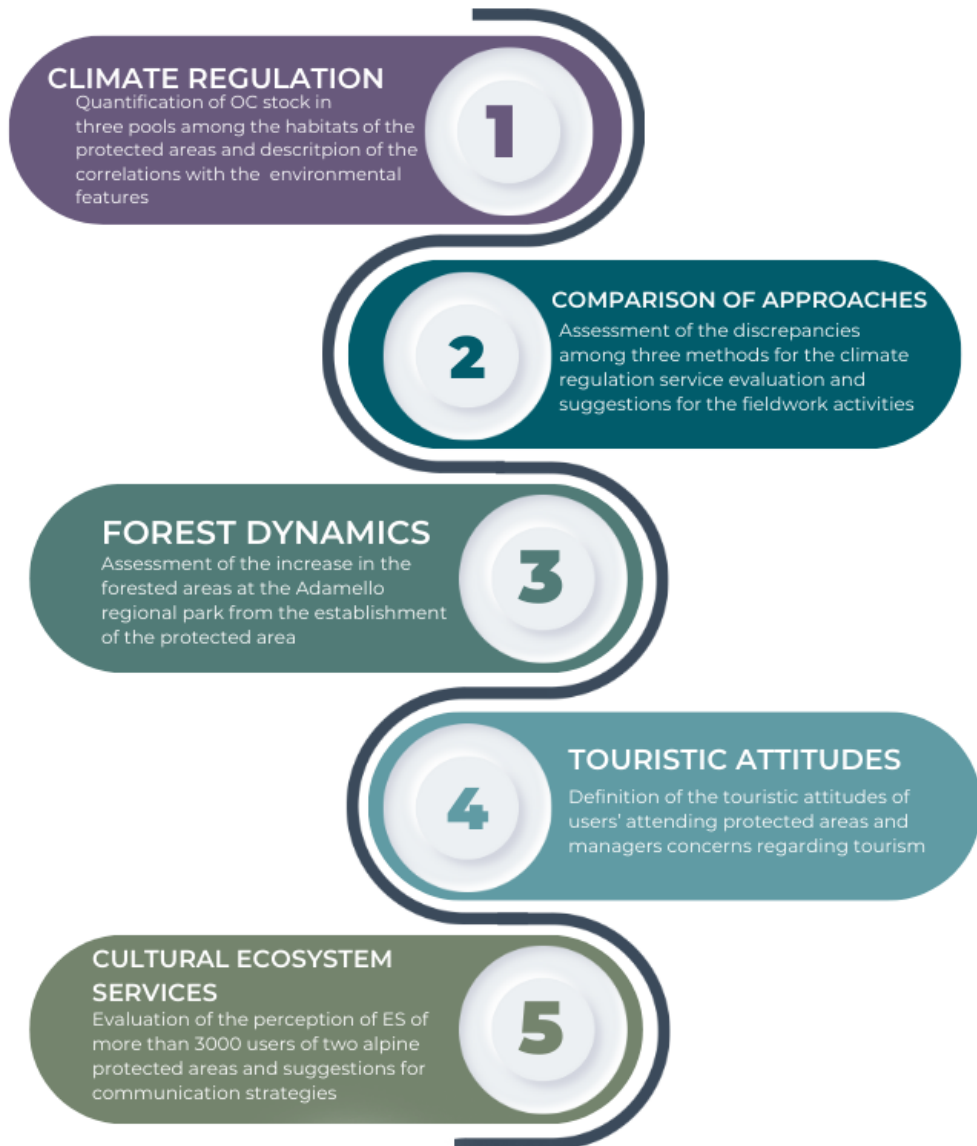 CLIMATE REGULATION
Quantification of OC stock in
three pools among the habitats of the
protected areas and descritpion of the
correlations with the environmental
features
1
COMPARISON OF APPROACHES
Assessment of the discrepancies
among three methods for the climate
regulation service evaluation and
suggestions for the fieldwork activities
2
FOREST DYNAMICS
Assessment of the increase in the
forested areas at the Adamello
regional park from the establishment
of the protected area
3
TOURISTIC ATTITUDES
Definition of the touristic attitudes of
users' attending protected areas and
managers concerns regarding tourism
4
CULTURAL ECOSYSTEM
SERVICES
Evaluation of the perception of ES of
more than 3000 users of two alpine
protected areas and suggestions for
communication strategies
5